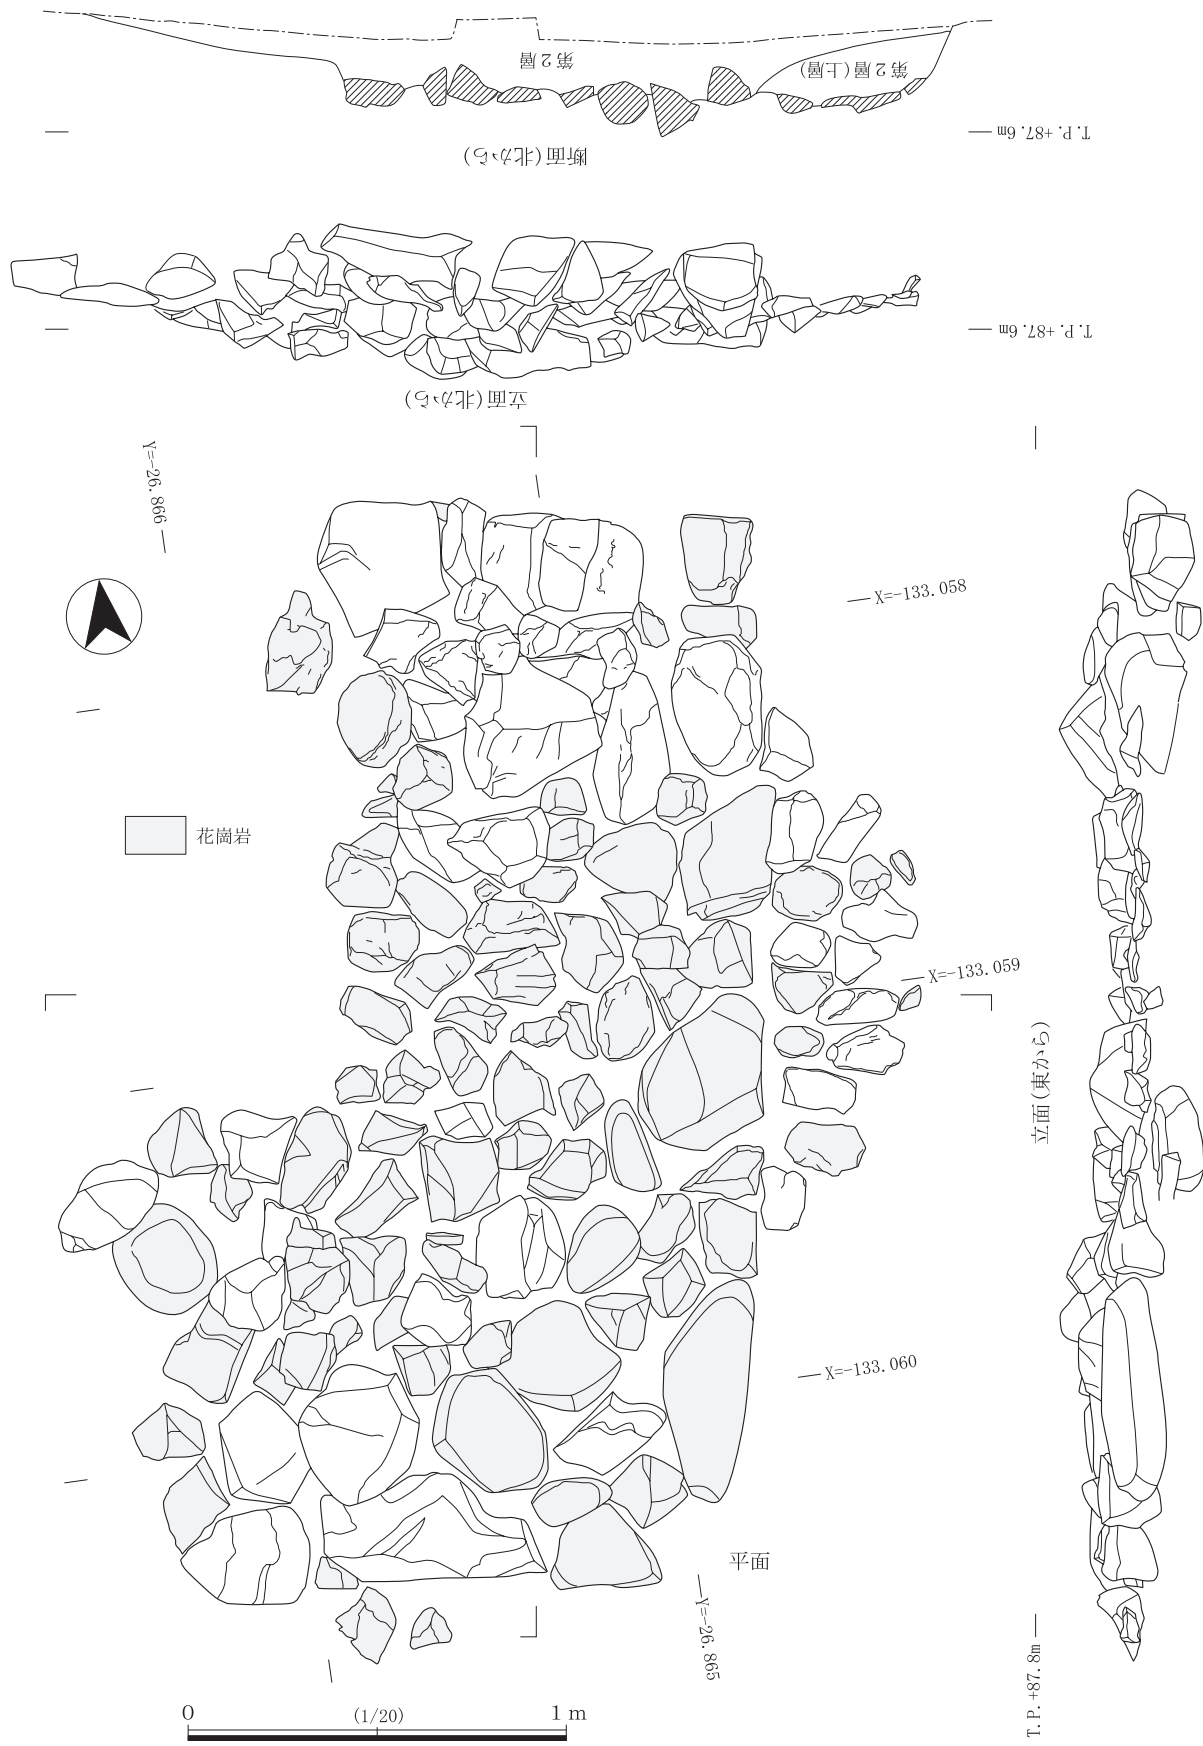 第2層
第2層(上層)
T.P.+87.6m
断面(北から)
T.P.+87.6m
立面(北から)
Y=-26.866
X=-133.058
花崗岩
X=-133.059
立面(東から)
X=-133.060
平面
Y=-26.865
T.P.+87.8m
0 (1/20) 1m